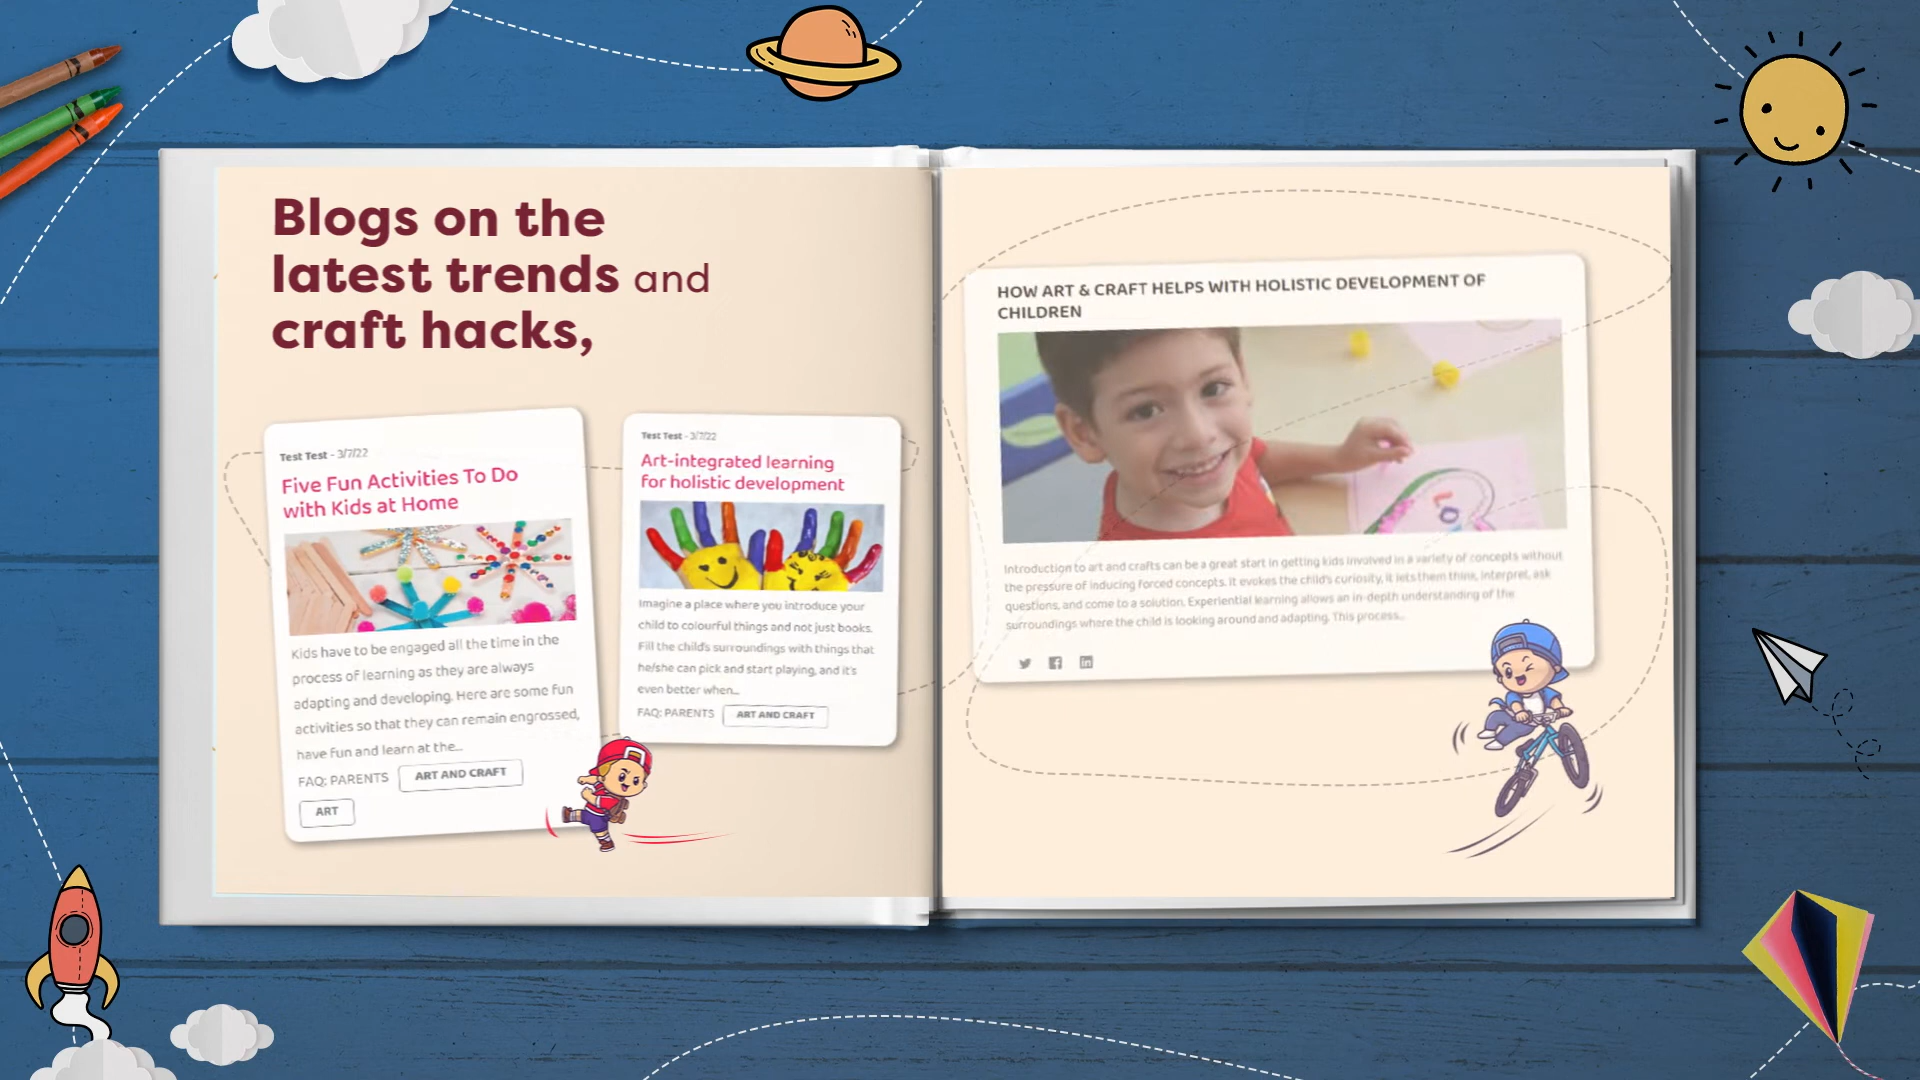 Blogs on the
latest trends and
craft hacks,
Test Test - 3/7/22
Five Fun Activities To Do
with Kids at Home
Kids have to be engaged all the time in the
process of learning as they are always
adapting and developing. Here are some fun
activities so that they can remain engrossed,
have fun and learn at the...
FAQ: PARENTS ART AND CRAFT
ART
Test Test - 3/7/22
Art-integrated learning
for holistic development
Imagine a place where you introduce your
child to colourful things and not just books.
Fill the child's surroundings with things that
he/she can pick and start playing, and it's
even better when...
FAQ: PARENTS ART AND CRAFT
HOW ART & CRAFT HELPS WITH HOLISTIC DEVELOPMENT OF
CHILDREN
Introduction to art and crafts can be a great start in getting kids involved in a variety of concepts without
the pressure of inducing forced concepts. It evokes the child's curiosity, it lets them think, interpret, ask
questions, and come to a solution. Experiential learning allows an in-depth understanding of the
surroundings where the child is looking around and adapting. This process...